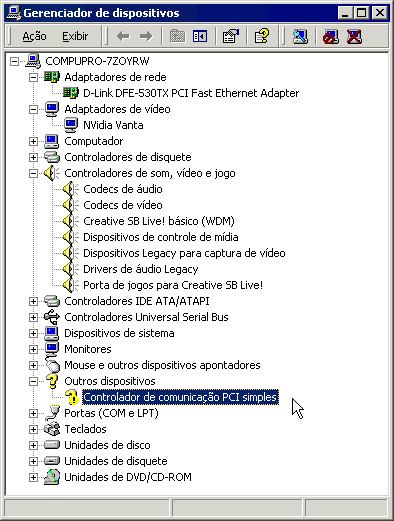 Gerenciador de dispositivos
Ação Exibir
COMPUPRO-7ZOYRW
Adaptadores de rede
D-Link DFE-530TX PCI Fast Ethernet Adapter
Adaptadores de vídeo
NVidia Vanta
Computador
Controladores de disquete
Controladores de som, vídeo e jogo
Codecs de áudio
Codecs de vídeo
Creative SB Live! básico (WDM)
Dispositivos de controle de mídia
Dispositivos Legacy para captura de vídeo
Drivers de áudio Legacy
Porta de jogos para Creative SB Live!
Controladores IDE ATA/ATAPI
Controladores Universal Serial Bus
Dispositivos de sistema
Monitores
Mouse e outros dispositivos apontadores
Outros dispositivos
Controlador de comunicação PCI simples
Portas (COM e LPT)
Teclados
Unidades de disco
Unidades de disquete
Unidades de DVD/CD-ROM